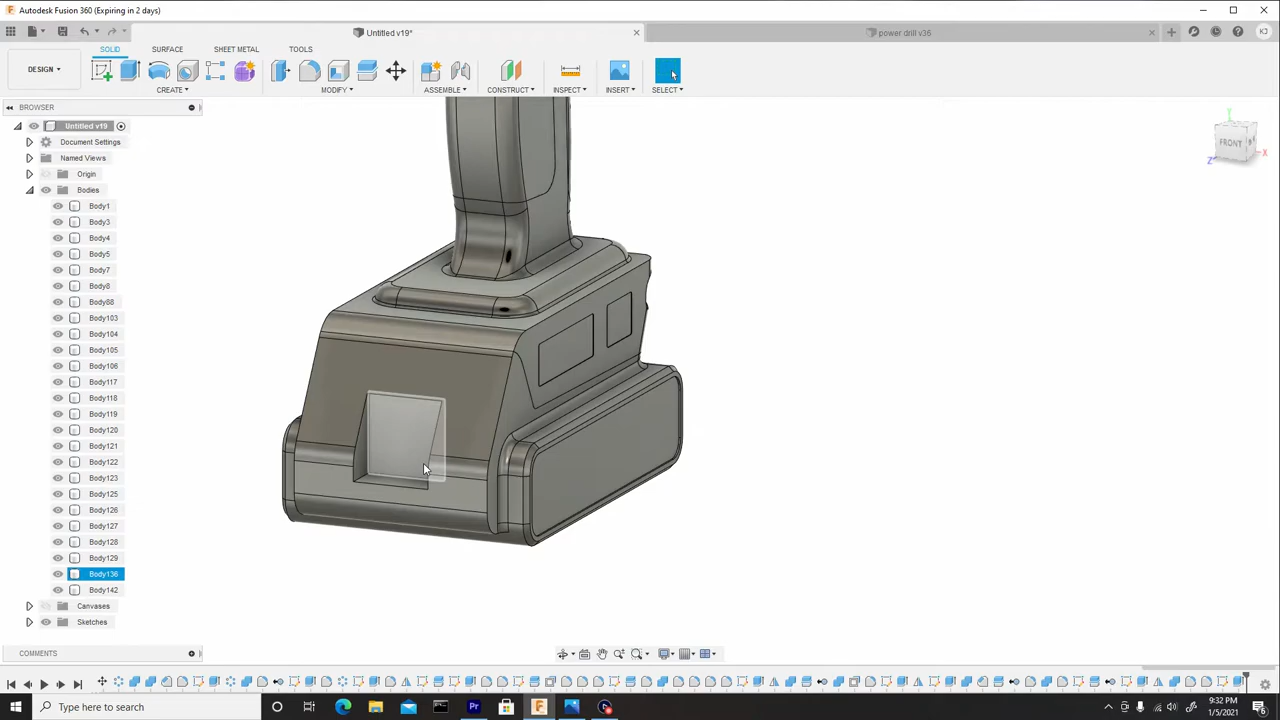 Autodesk Fusion 360 (Expiring in 2 days)
Untitled v19*
power drill v36
KJ
DESIGN
SOLID
SURFACE
SHEET METAL
TOOLS
CREATE
MODIFY
ASSEMBLE
CONSTRUCT
INSPECT
INSERT
SELECT
BROWSER
Untitled v19
Document Settings
Named Views
Origin
Bodies
Body1
Body3
Body4
Body5
Body7
Body8
Body88
Body103
Body104
Body105
Body106
Body117
Body118
Body119
Body120
Body121
Body122
Body123
Body125
Body126
Body127
Body128
Body129
Body136
Body142
Canvases
Sketches
FRONT
Y
X
Z
COMMENTS
Type here to search
Pr
9:32 PM
1/5/2021